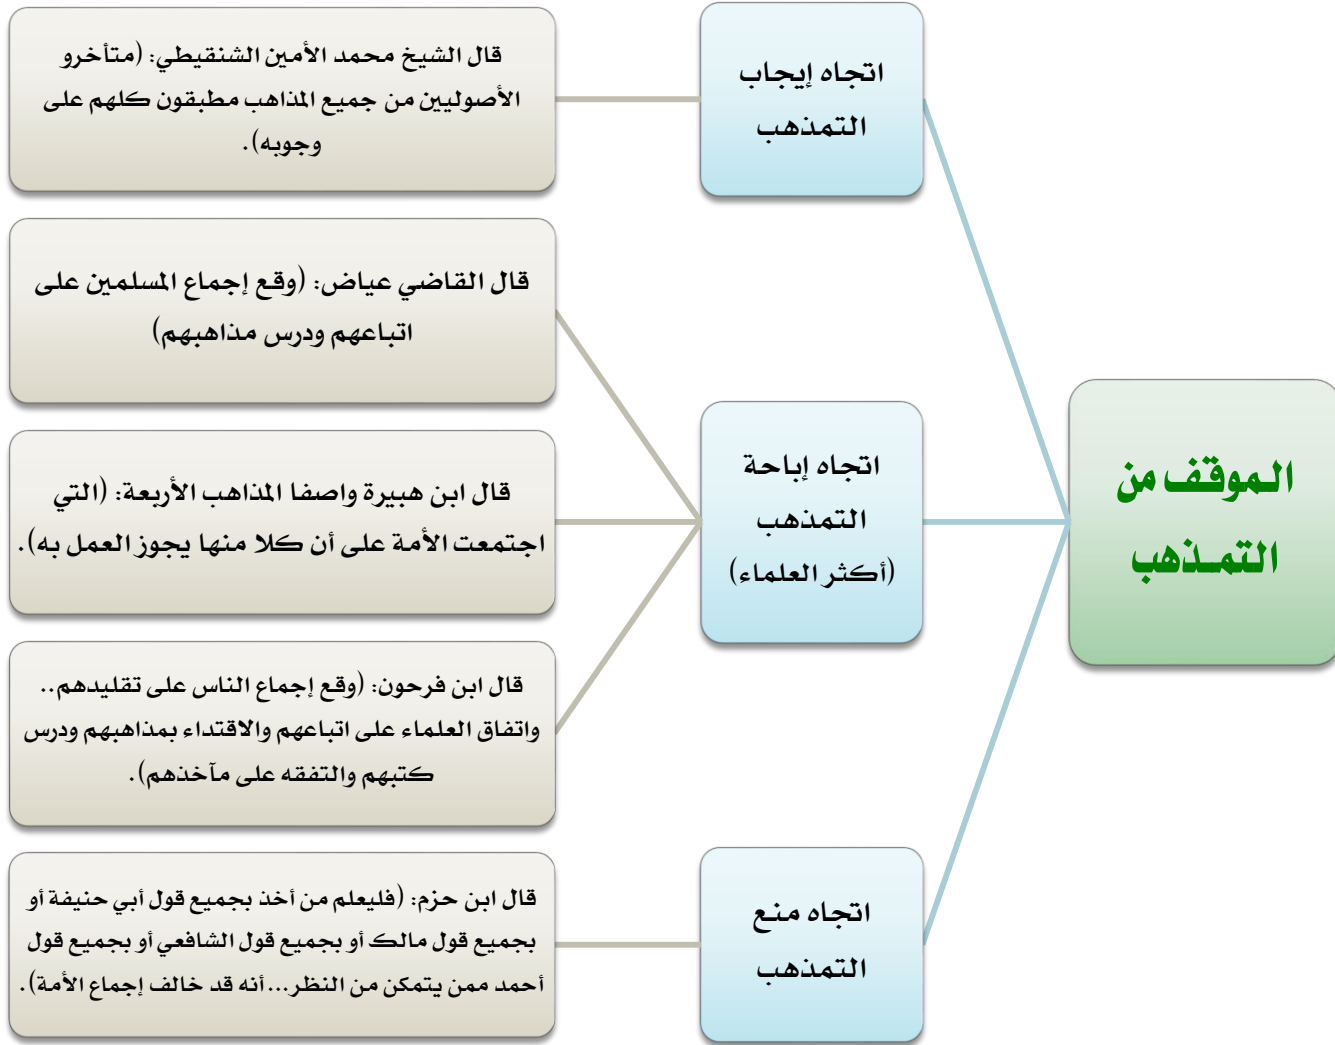 الموقف من
التمذهب
اتجاه إيجاب
التمذهب
قال الشيخ محمد الأمين الشنقيطي: (متأخرو
الأصوليين من جميع المذاهب مطبقون كلهم على
وجوبه).
اتجاه إباحة
التمذهب
(أكثر العلماء)
قال القاضي عياض: (وقع إجماع المسلمين على
اتباعهم ودرس مذاهبهم)
قال ابن هبيرة واصفا المذاهب الأربعة: (التي
اجتمعت الأمة على أن كلا منها يجوز العمل به).
قال ابن فرحون: (وقع إجماع الناس على تقليدهم..
واتفاق العلماء على اتباعهم والاقتداء بمذاهبهم ودرس
كتبهم والتفقه على مآخذهم).
اتجاه منع
التمذهب
قال ابن حزم: (فليعلم من أخذ بجميع قول أبي حنيفة أو
بجميع قول مالك أو بجميع قول الشافعي أو بجميع قول
أحمد ممن يتمكن من النظر...أنه قد خالف إجماع الأمة).